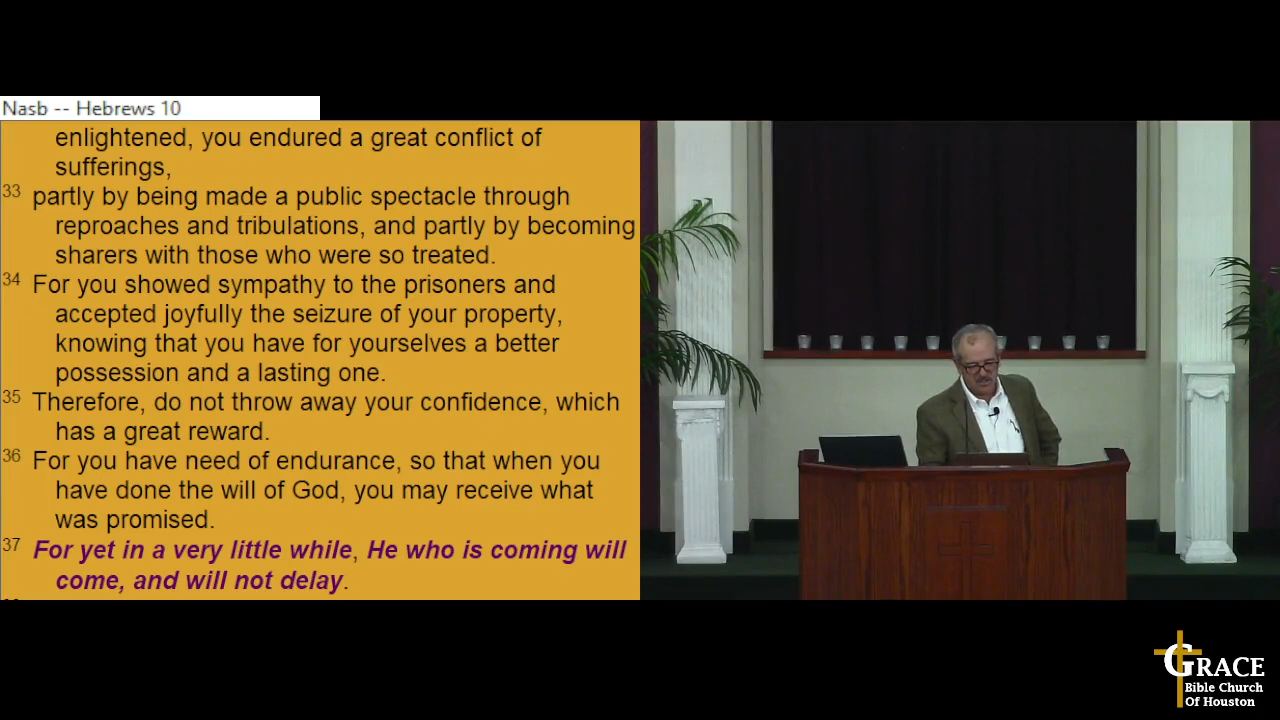 Nasb -- Hebrews 10
enlightened, you endured a great conflict of
sufferings,
33 partly by being made a public spectacle through
reproaches and tribulations, and partly by becoming
sharers with those who were so treated.
34 For you showed sympathy to the prisoners and
accepted joyfully the seizure of your property,
knowing that you have for yourselves a better
possession and a lasting one.
35 Therefore, do not throw away your confidence, which
has a great reward.
36 For you have need of endurance, so that when you
have done the will of God, you may receive what
was promised.
37 For yet in a very little while, He who is coming will
come, and will not delay.
GRACE
Bible Church
Of Houston